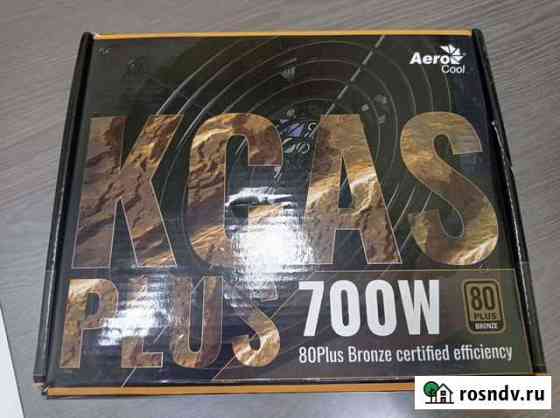 Aero
Cool
KCAS
PLUS
700W
80
PLUS
BRONZE
80Plus Bronze certified efficiency
rosndv.ru